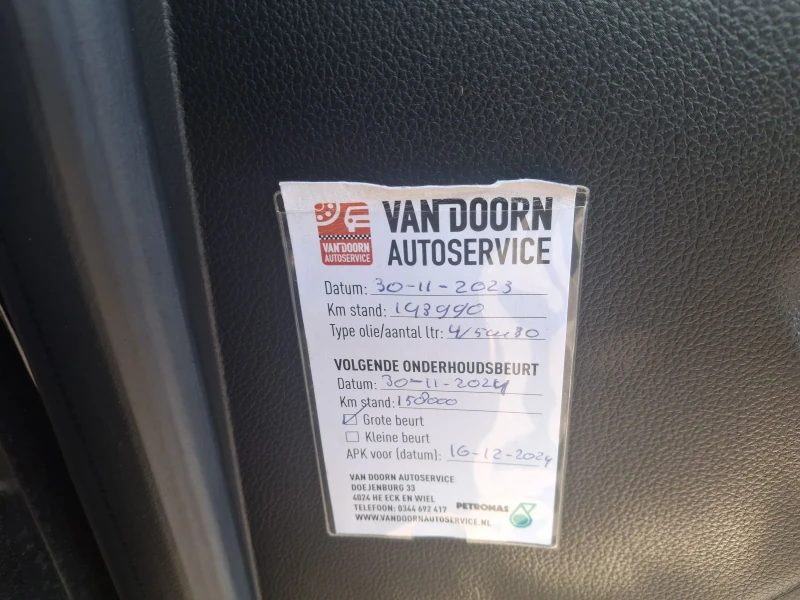 VAN DOORN
AUTOSERVICE
VAN DOORN
AUTOSERVICE
Datum: 30-11-2023
Km stand: 143990
Type olie/aantal ltr: 4/5w30
VOLGENDE ONDERHOUDSBEURT
Datum: 30-11-2024
Km stand: 158000
Grote beurt
Kleine beurt
APK voor (datum): 16-12-2024
VAN DOORN AUTOSERVICE
DOEJENBURG 33
4024 HE ECK EN WIEL
TELEFOON: 0344 692 417
WWW.VANDOORNAUTOSERVICE.NL
PETRONAS